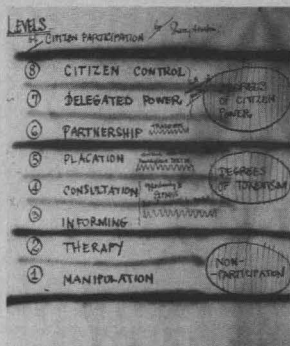 LEVELS
of CITIZEN PARTICIPATION
⑧ CITIZEN CONTROL
⑦ DELEGATED POWER
⑥ PARTNERSHIP
DEGREES
OF CITIZEN
POWER
⑤ PLACATION
④ CONSULTATION
③ INFORMING
DEGREES
OF TOKENISM
② THERAPY
① MANIPULATION
NON-
-PARTICIPATION